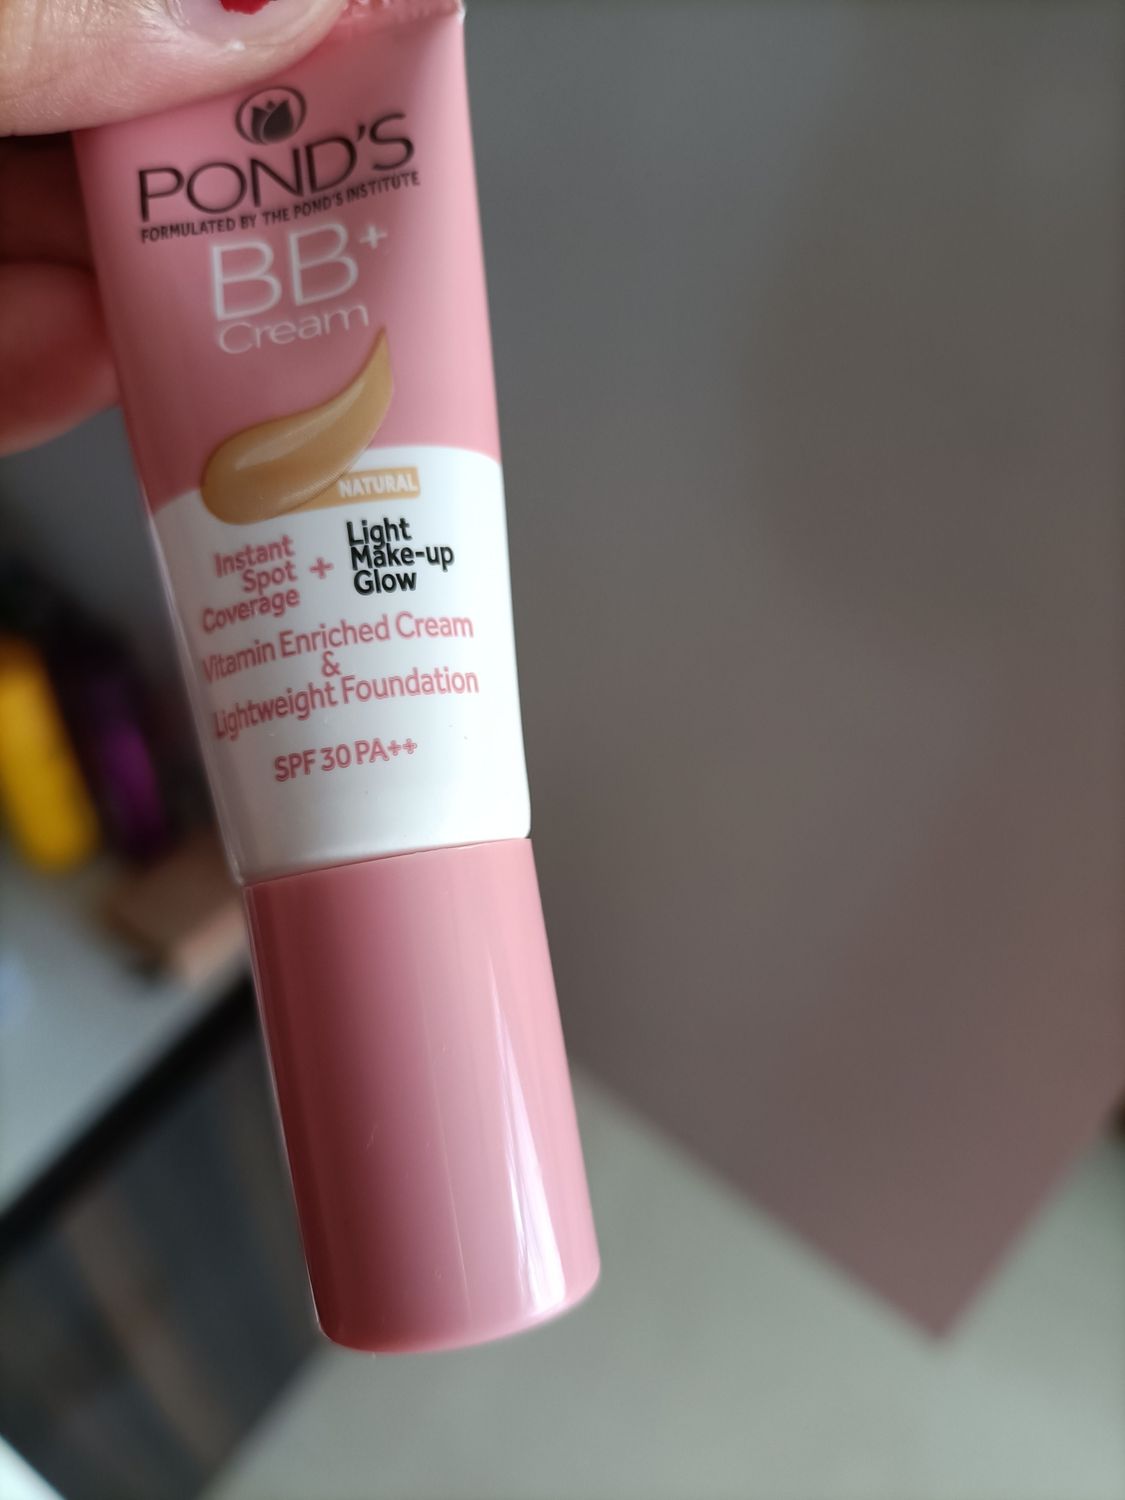 POND'S
FORMULATED BY THE POND'S INSTITUTE
BB+
Cream
NATURAL
Instant
Spot
Coverage
+
Light
Make-up
Glow
Vitamin Enriched Cream
&
Lightweight Foundation
SPF 30 PA++